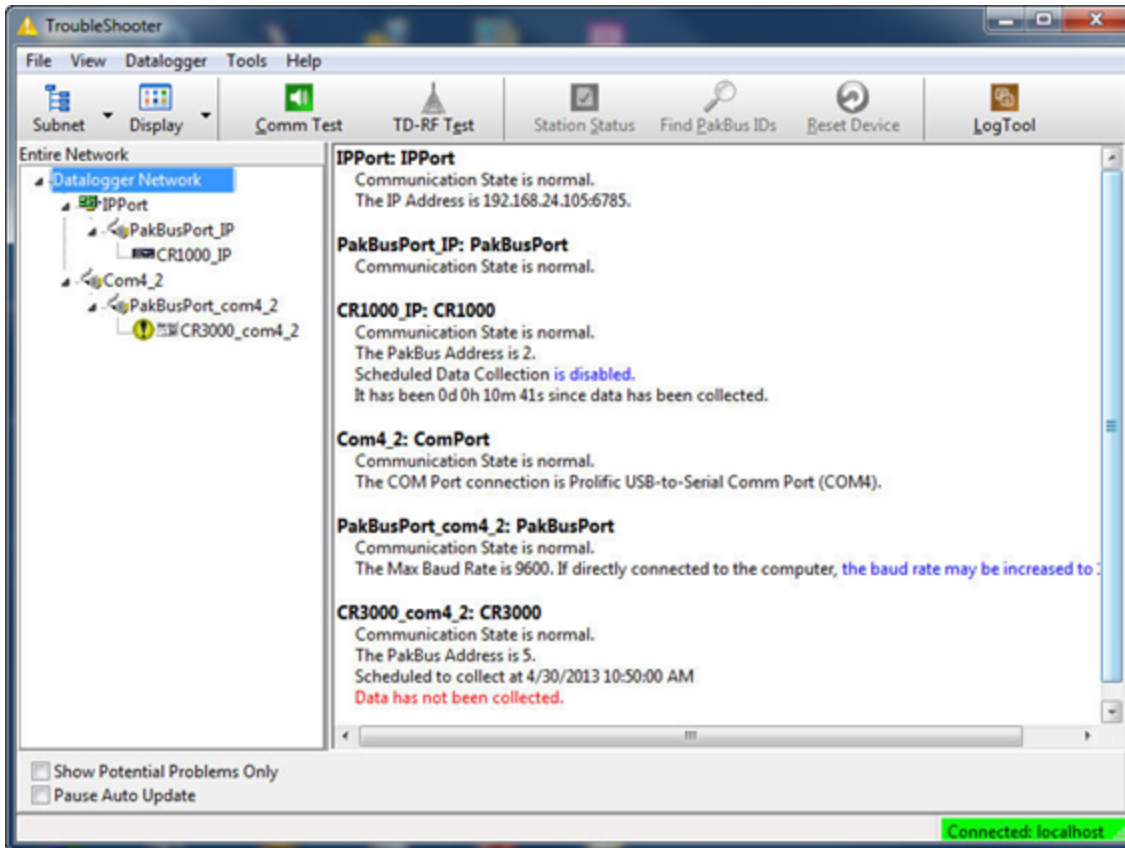 TroubleShooter
File View Datalogger Tools Help
Subnet Display Comm Test TD-RF Test Station Status Find PakBus IDs Reset Device LogTool
Entire Network
Datalogger Network
IPPort
PakBusPort_IP
CR1000_IP
Com4_2
PakBusPort_com4_2
CR3000_com4_2
IPPort: IPPort
Communication State is normal.
The IP Address is 192.168.24.105:6785.
PakBusPort_IP: PakBusPort
Communication State is normal.
CR1000_IP: CR1000
Communication State is normal.
The PakBus Address is 2.
Scheduled Data Collection is disabled.
It has been 0d 0h 10m 41s since data has been collected.
Com4_2: ComPort
Communication State is normal.
The COM Port connection is Prolific USB-to-Serial Comm Port (COM4).
PakBusPort_com4_2: PakBusPort
Communication State is normal.
The Max Baud Rate is 9600. If directly connected to the computer, the baud rate may be increased to
CR3000_com4_2: CR3000
Communication State is normal.
The PakBus Address is 5.
Scheduled to collect at 4/30/2013 10:50:00 AM
Data has not been collected.
Show Potential Problems Only
Pause Auto Update
Connected: localhost